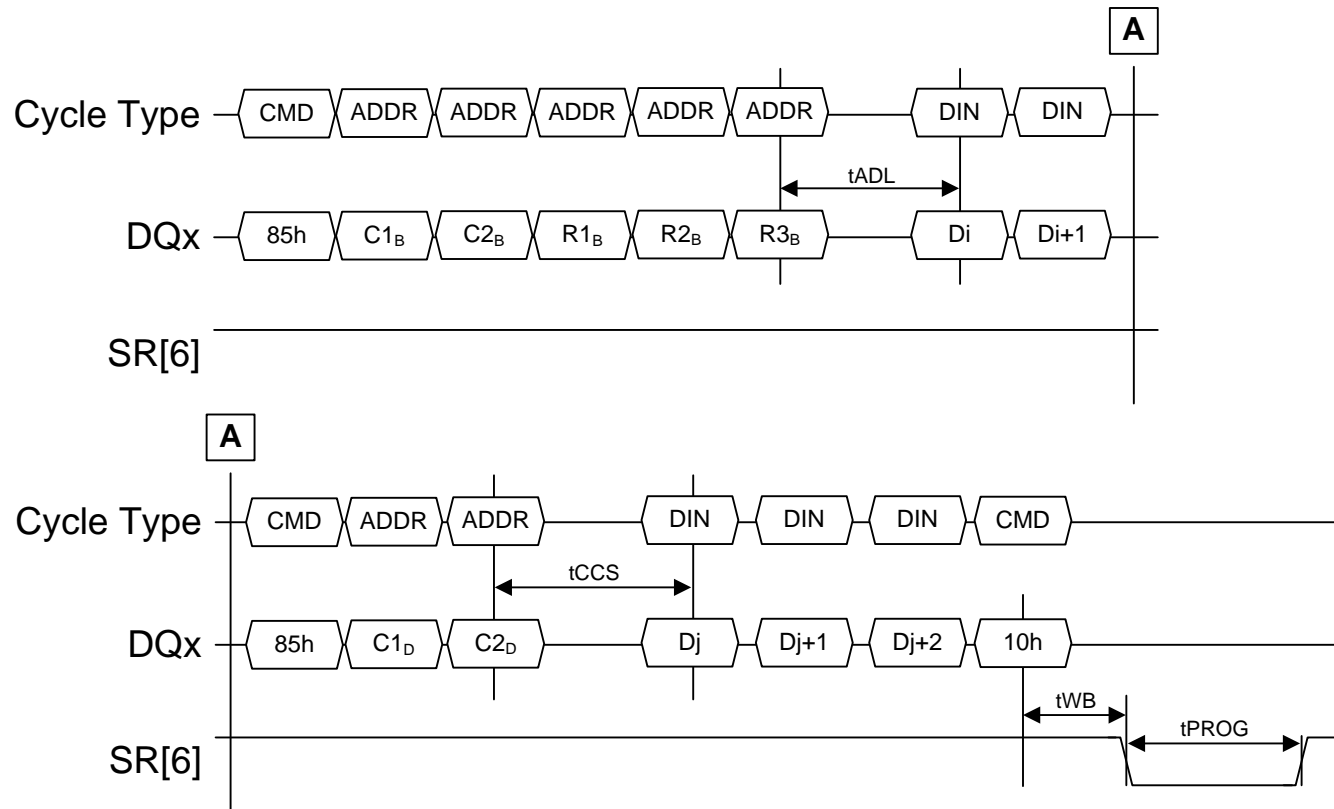 A
Cycle Type CMD ADDR ADDR ADDR ADDR ADDR DIN DIN
tADL
DQx 85h C1B C2B R1B R2B R3B Di Di+1
SR[6]
A
Cycle Type CMD ADDR ADDR DIN DIN DIN CMD
tCCS
DQx 85h C1D C2D Dj Dj+1 Dj+2 10h
tWB
tPROG
SR[6]